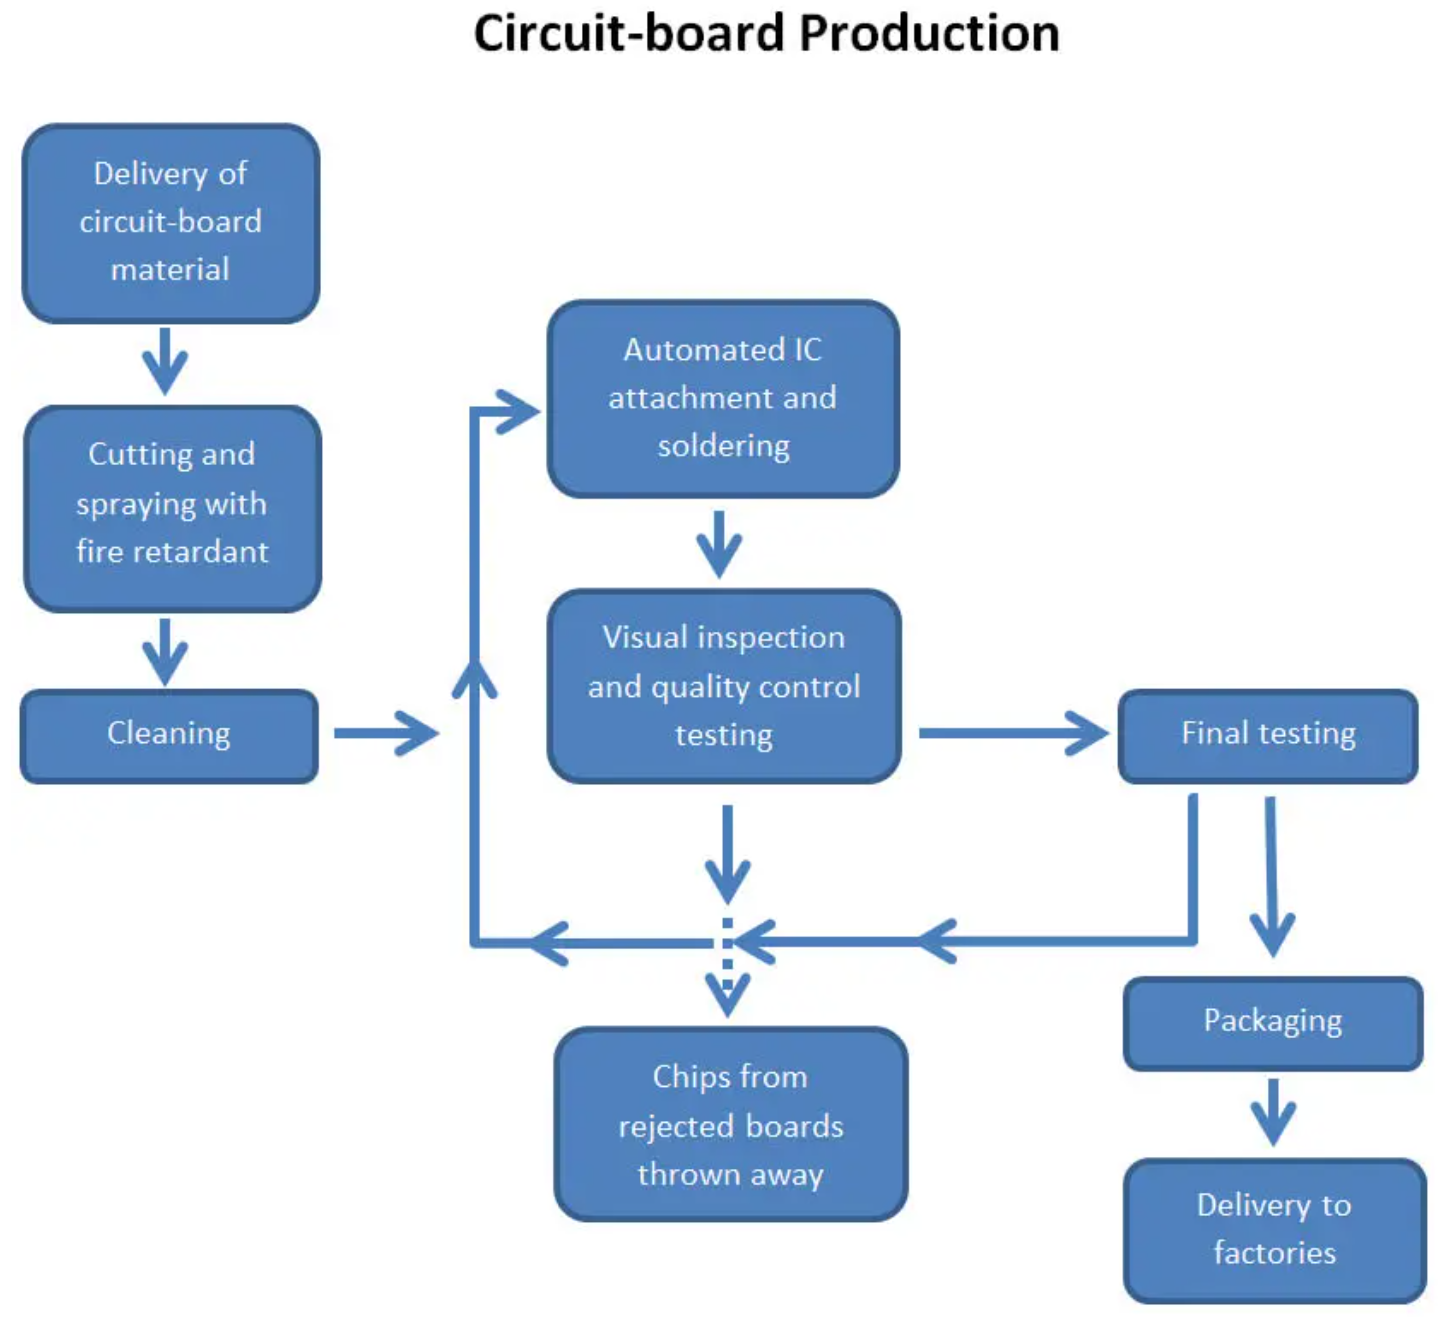 Circuit-board Production
Delivery of
circuit-board
material
Cutting and
spraying with
fire retardant
Cleaning
Automated IC
attachment and
soldering
Visual inspection
and quality control
testing
Final testing
Chips from
rejected boards
thrown away
Packaging
Delivery to
factories